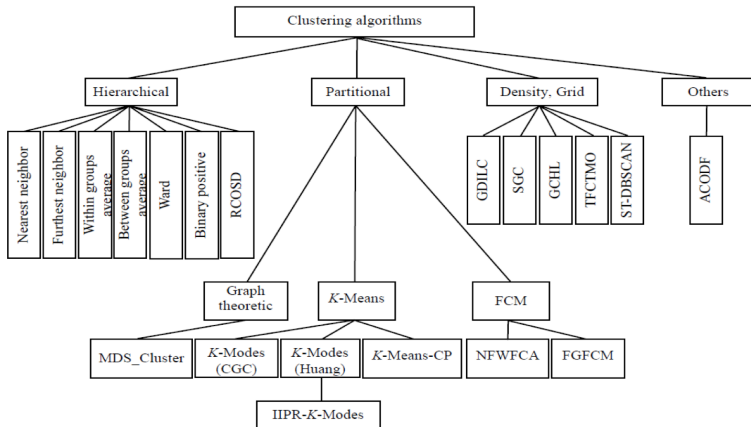 Clustering algorithms
Hierarchical
Partitional
Density, Grid
Others
Nearest neighbor
Furthest neighbor
Within groups
average
Between groups
average
Ward
Binary positive
RCOSD
GDILC
SGC
GCHL
TFCTMO
ST-DBSCAN
ACODF
Graph
theoretic
K-Means
FCM
MDS_Cluster
K-Modes
(CGC)
K-Modes
(Huang)
K-Means-CP
NFWFCA
FGFCM
IIPR-K-Modes